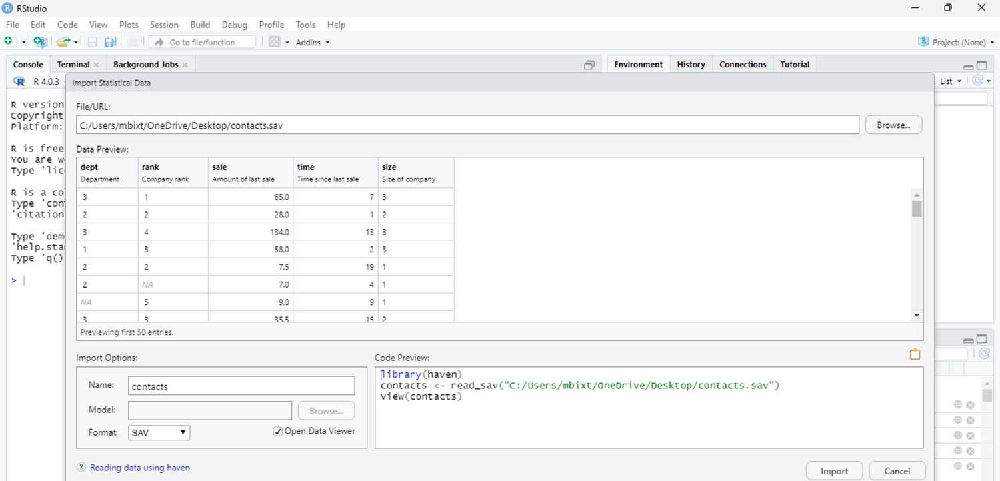 R RStudio
File Edit Code View Plots Session Build Debug Profile Tools Help
Go to file/function Addins Project: (None)
Console Terminal Background Jobs Environment History Connections Tutorial
R 4.0.3 List
Import Statistical Data
R version
Copyright
Platform:
R is free
You are w
Type 'lic
R is a co
Type 'con
'citation
Type 'dem
'help.sta
Type 'q()
>
File/URL:
C:/Users/mbixt/OneDrive/Desktop/contacts.sav Browse...
Data Preview:
dept rank sale time size
Department Company rank Amount of last sale Time since last sale Size of company
3 1 65.0 7 3
2 2 28.0 1 2
3 4 134.0 13 3
1 3 58.0 2 3
2 2 7.5 19 1
2 NA 7.0 4 1
NA 5 9.0 9 1
3 3 35.5 15 2
Previewing first 50 entries.
Import Options:
Name: contacts
Model: Browse...
Format: SAV Open Data Viewer
Code Preview:
library(haven)
contacts <- read_sav("C:/Users/mbixt/OneDrive/Desktop/contacts.sav")
View(contacts)
? Reading data using haven
Import Cancel